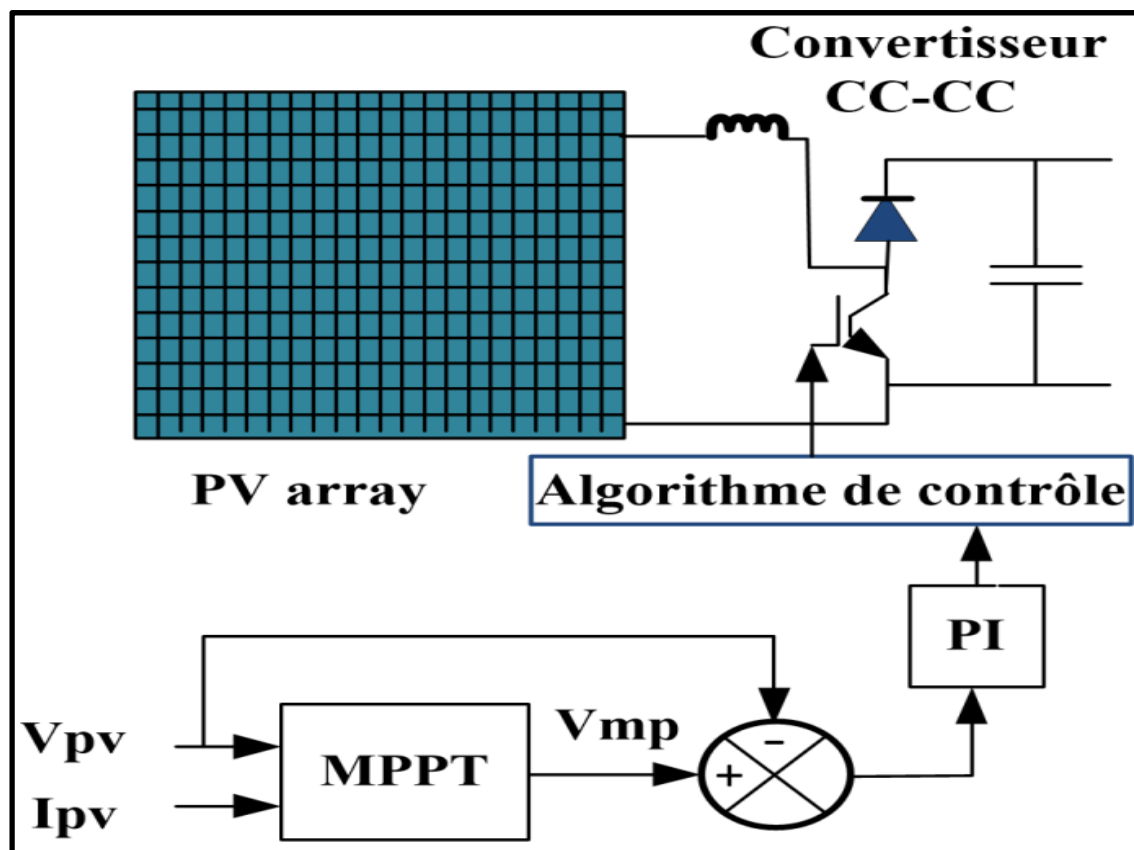 Convertisseur
CC-CC
PV array
Algorithme de contrôle
PI
Vpv
Vmp
MPPT
Ipv
-
+